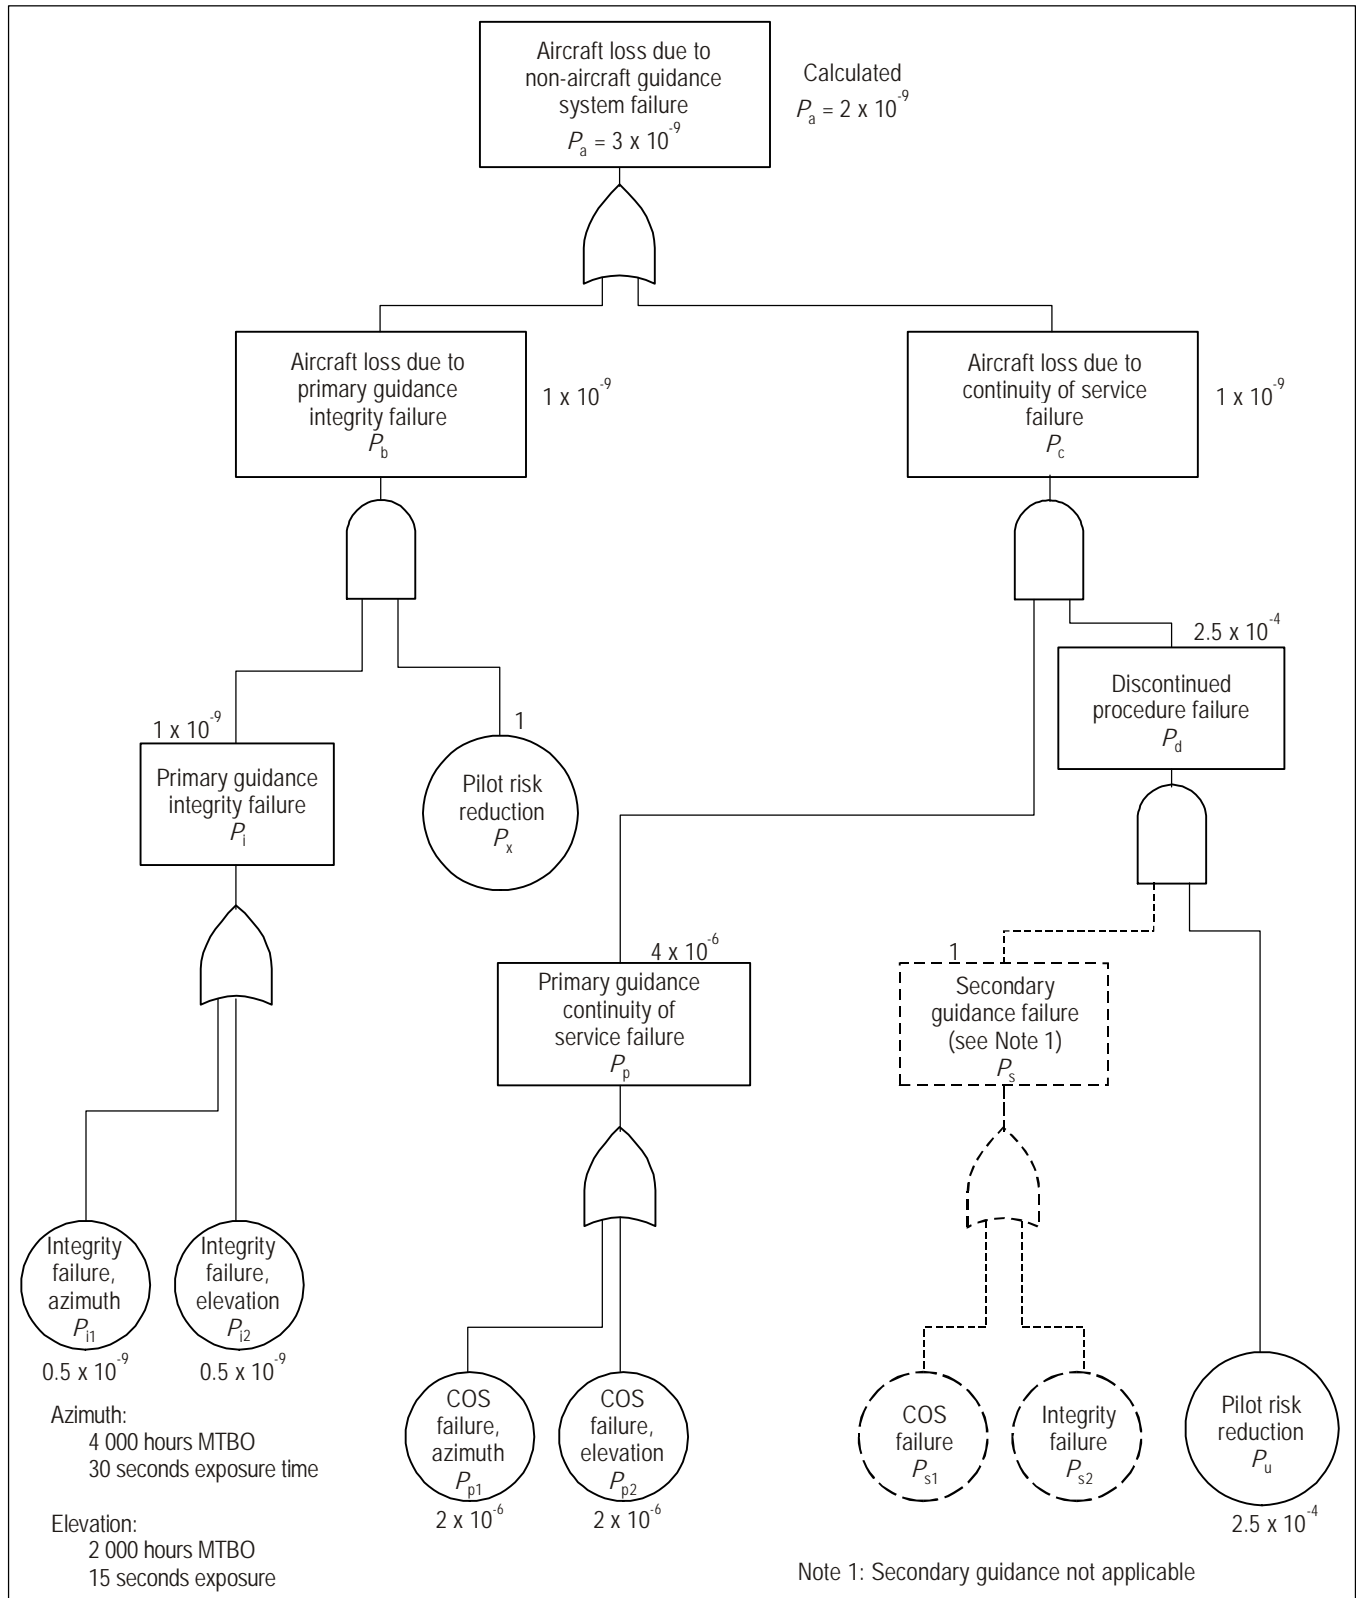 Aircraft loss due to
non-aircraft guidance
system failure
Pa = 3 x 10-9
Calculated
Pa = 2 x 10-9
Aircraft loss due to
primary guidance
integrity failure
Pb
1 x 10-9
Aircraft loss due to
continuity of service
failure
Pc
1 x 10-9
2.5 x 10-4
Discontinued
procedure failure
Pd
1 x 10-9
Primary guidance
integrity failure
Pi
1
Pilot risk
reduction
Px
4 x 10-6
Primary guidance
continuity of
service failure
Pp
1
Secondary
guidance failure
(see Note 1)
Ps
Integrity
failure,
azimuth
Pi1
0.5 x 10-9
Integrity
failure,
elevation
Pi2
0.5 x 10-9
COS
failure,
azimuth
Pp1
2 x 10-6
COS
failure,
elevation
Pp2
2 x 10-6
COS
failure
Ps1
Integrity
failure
Ps2
Pilot risk
reduction
Pu
2.5 x 10-4
Azimuth:
4 000 hours MTBO
30 seconds exposure time
Elevation:
2 000 hours MTBO
15 seconds exposure
Note 1: Secondary guidance not applicable